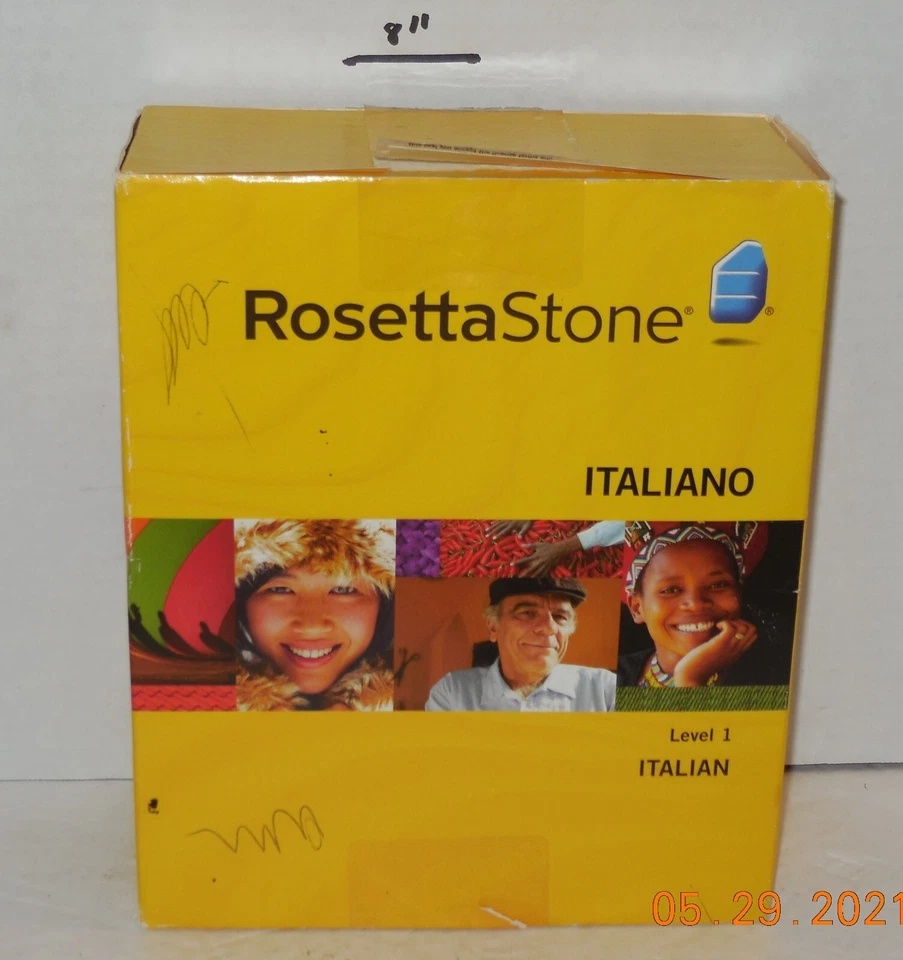 8"
RosettaStone® ®
ITALIANO
Level 1
ITALIAN
05.29.2021